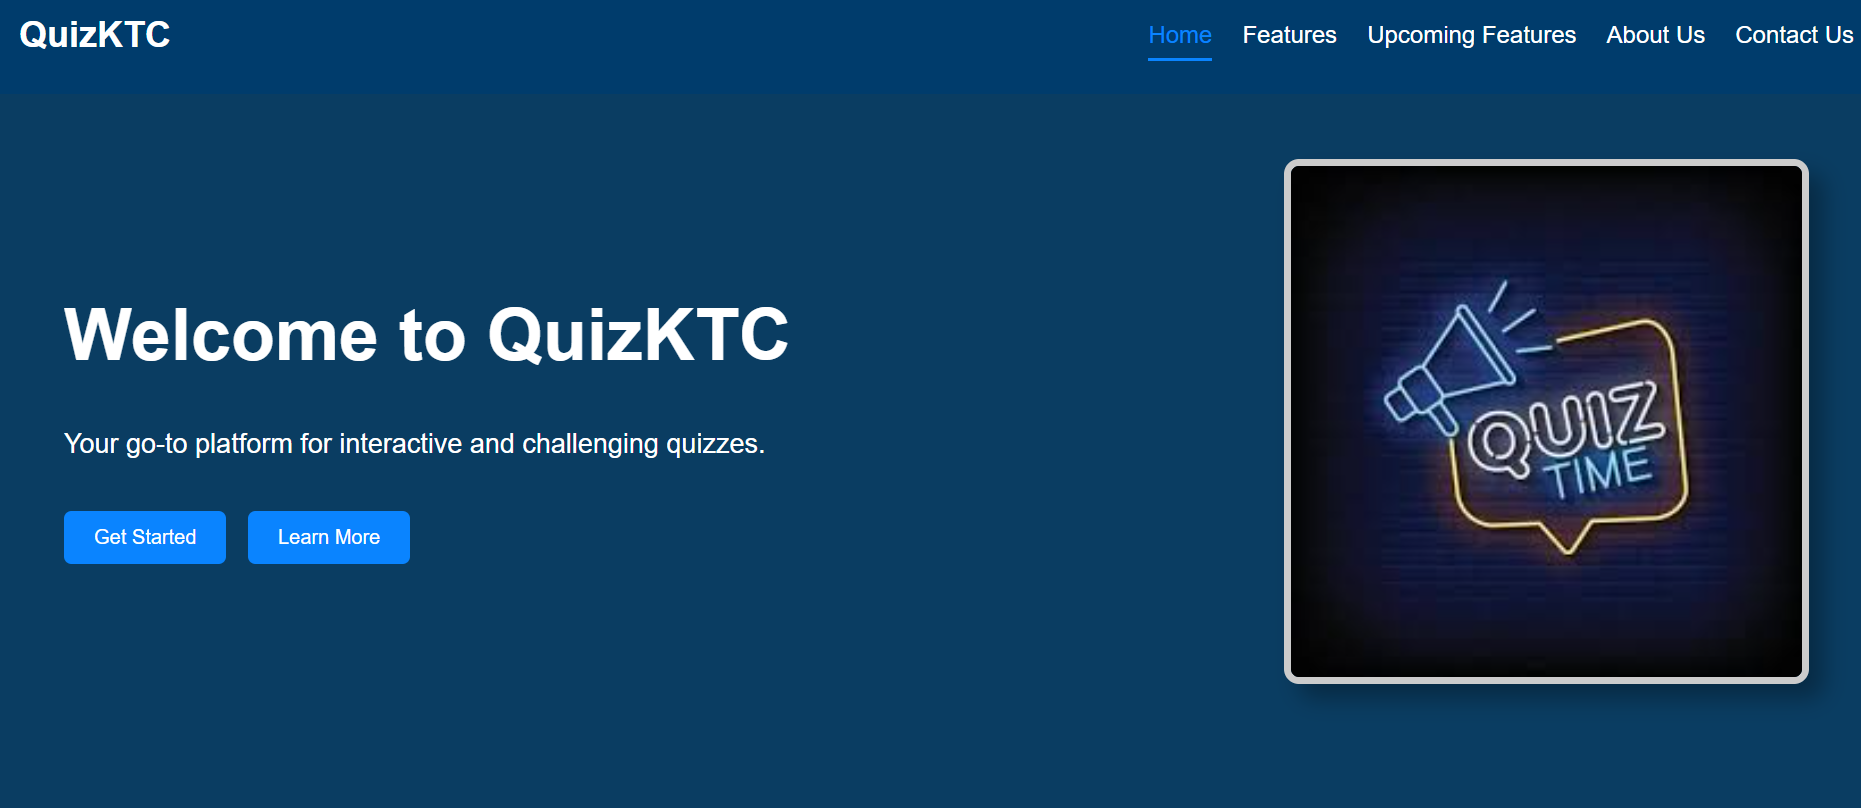 QuizKTC
Home Features Upcoming Features About Us Contact Us
Welcome to QuizKTC
Your go-to platform for interactive and challenging quizzes.
Get Started Learn More
QUIZ
TIME